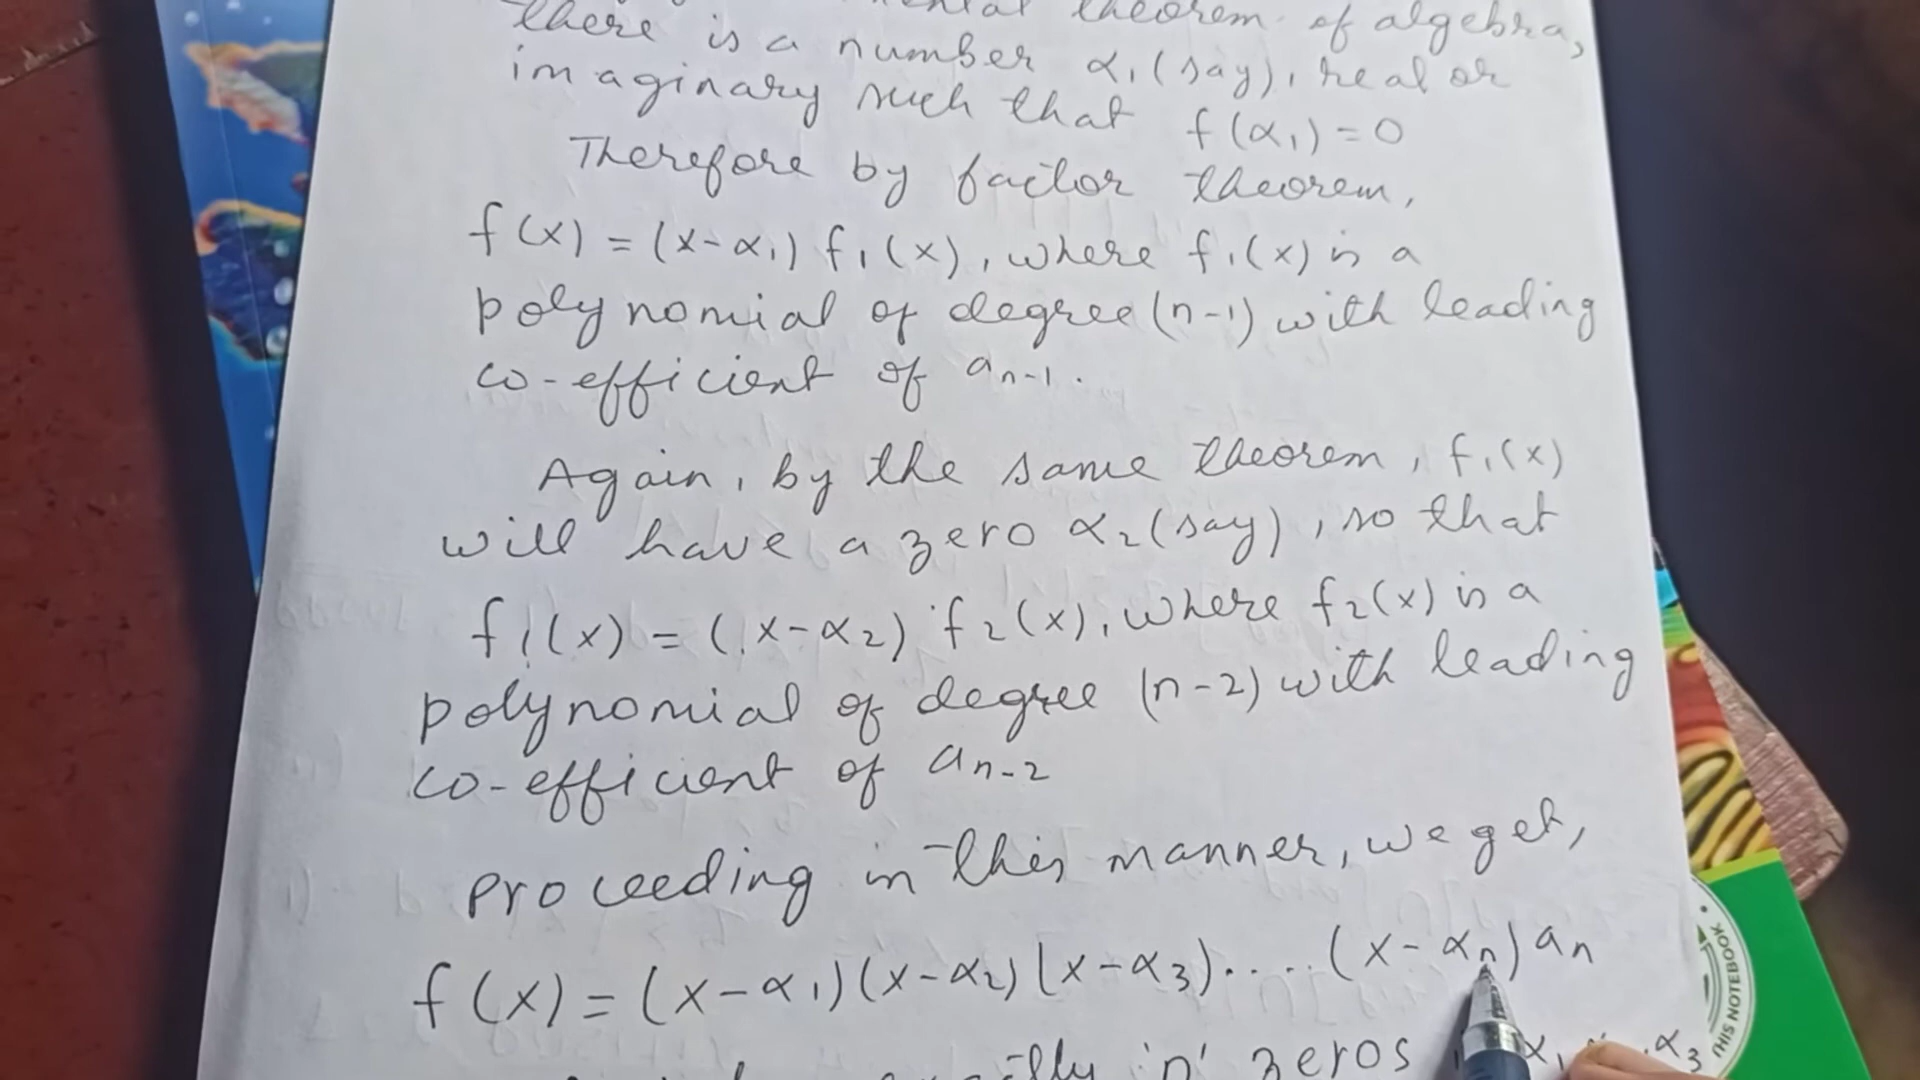 theorem of algebra,
there is a number α₁(say), real or
imaginary such that f(α₁)=0
Therefore by factor theorem,
f(x) = (x-α₁) f₁(x), where f₁(x) is a
polynomial of degree (n-1) with leading
co-efficient of aₙ₋₁.
Again, by the same theorem, f₁(x)
will have a zero α₂(say), so that
f₁(x) = (x-α₂) f₂(x), where f₂(x) is a
polynomial of degree (n-2) with leading
co-efficient of aₙ₋₂
Proceeding in this manner, we get,
f(x) = (x-α₁)(x-α₂)(x-α₃)....(x-αₙ)aₙ
'n' zeros α₃
NOTEBOOK